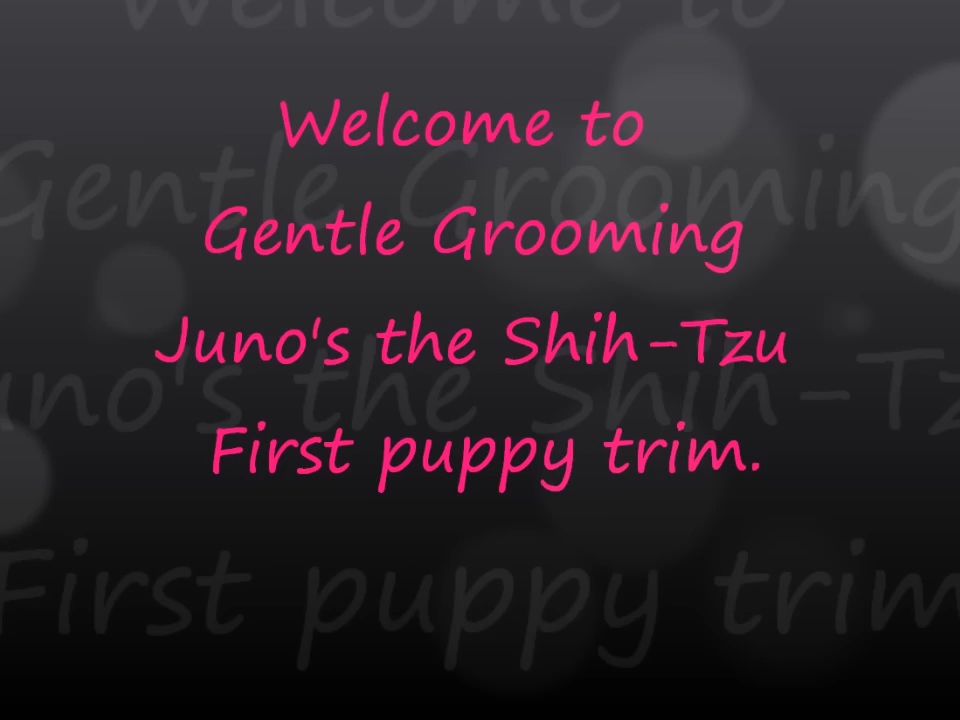 Welcome to
Gentle Grooming
Juno's the Shih-Tzu
First puppy trim.